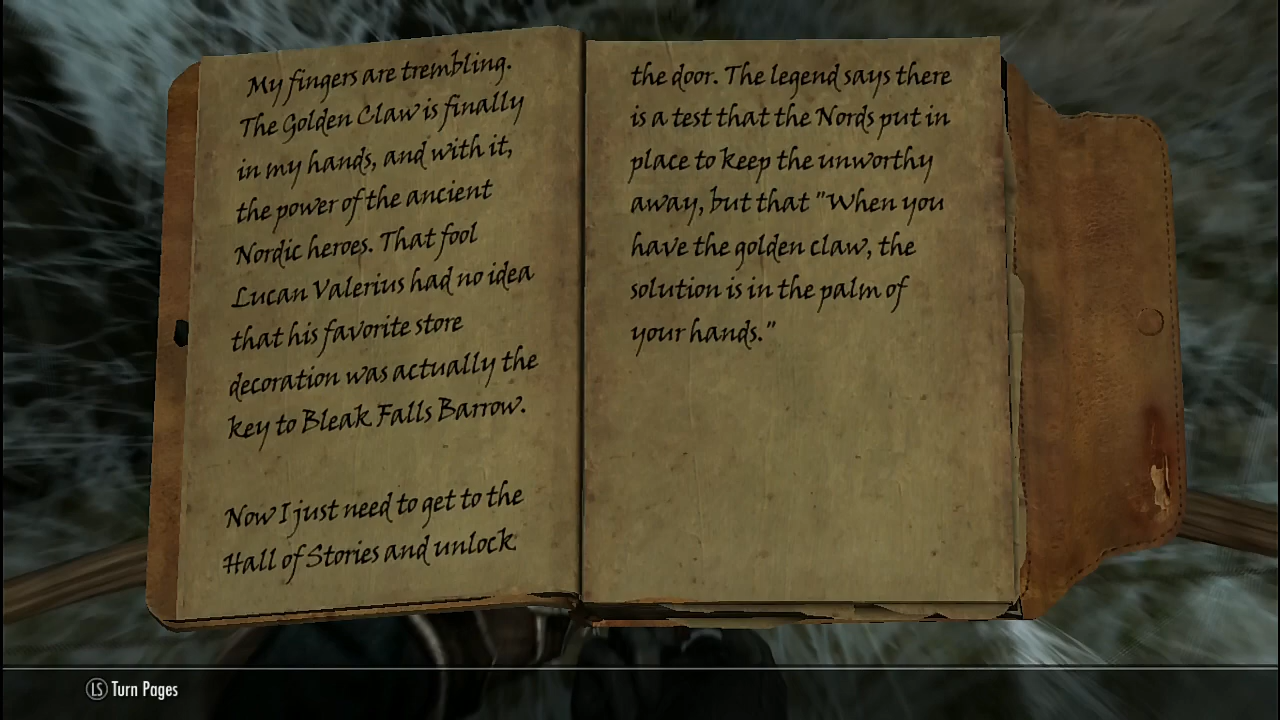 My fingers are trembling.
The Golden Claw is finally
in my hands, and with it,
the power of the ancient
Nordic heroes. That fool
Lucan Valerius had no idea
that his favorite store
decoration was actually the
key to Bleak Falls Barrow.
Now I just need to get to the
Hall of Stories and unlock
the door. The legend says there
is a test that the Nords put in
place to keep the unworthy
away, but that "When you
have the golden claw, the
solution is in the palm of
your hands."
LS Turn Pages